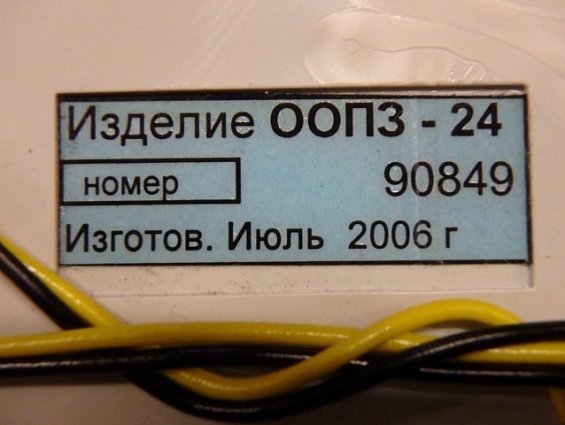 Изделие ООПЗ - 24
номер 90849
Изготов. Июль 2006 г